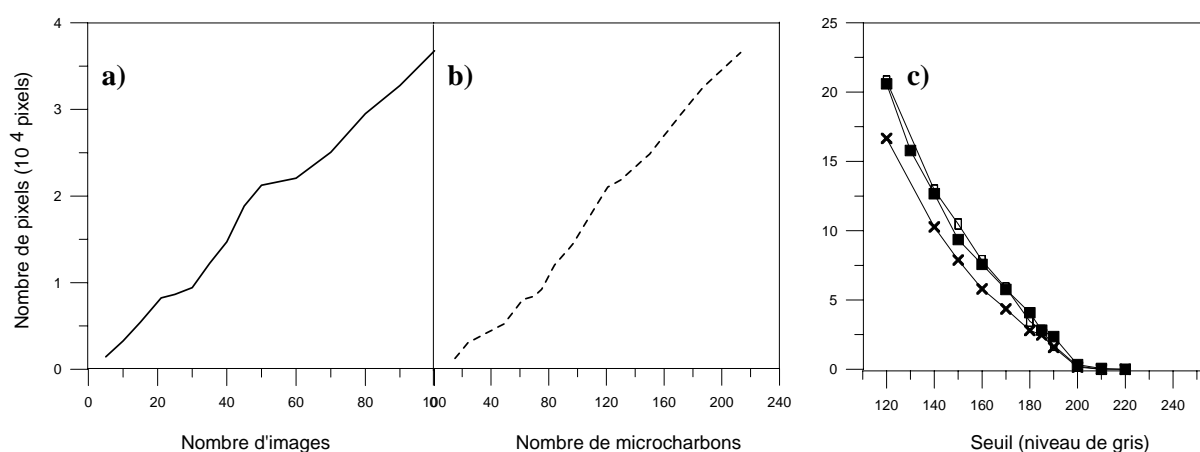 a)
b)
c)
Nombre de pixels (10 4 pixels)
4
3
2
1
0
0 20 40 60 80
40 80 120 160 200 240
Nombre d'images
Nombre de microcharbons
25
20
15
10
5
0
120 140 160 180 200 220
Seuil (niveau de gris)